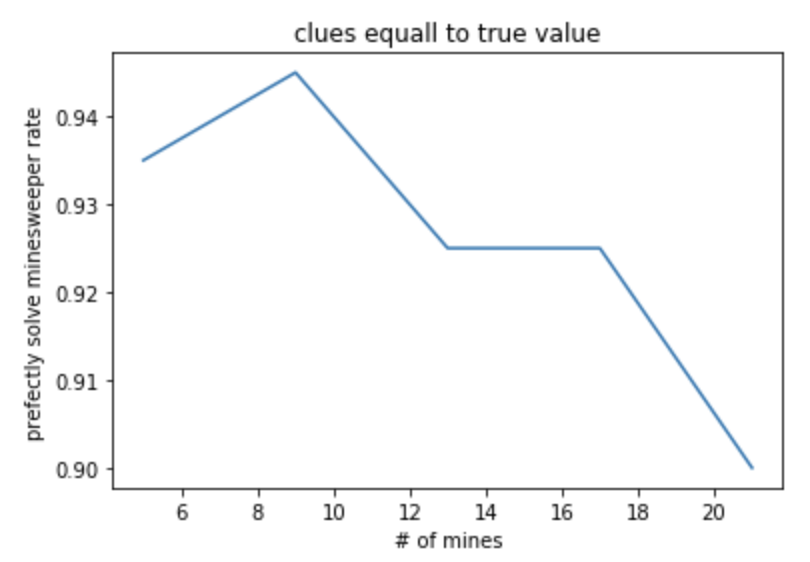 clues equall to true value
prefectly solve minesweeper rate
0.94
0.93
0.92
0.91
0.90
6 8 10 12 14 16 18 20
# of mines